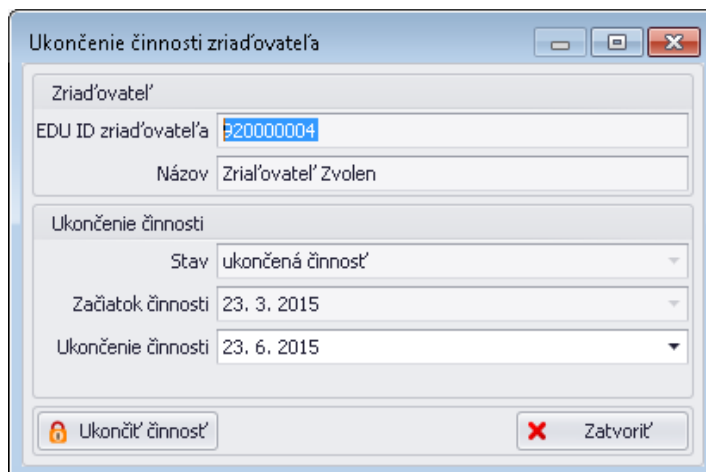 Ukončenie činnosti zriaďovateľa
Zriaďovateľ
EDU ID zriaďovateľa 920000004
Názov Zriaľovateľ Zvolen
Ukončenie činnosti
Stav ukončená činnosť
Začiatok činnosti 23. 3. 2015
Ukončenie činnosti 23. 6. 2015
Ukončiť činnosť Zatvoriť